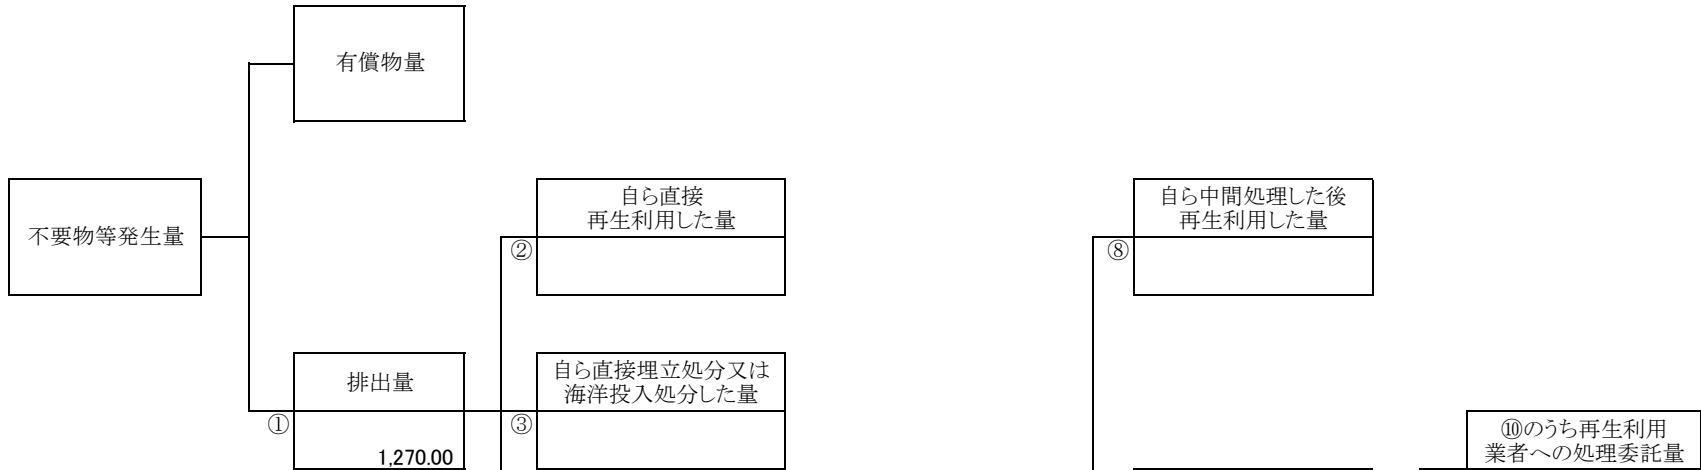 有償物量
不要物等発生量
自ら直接
再生利用した量
②
自ら中間処理した後
再生利用した量
⑧
排出量
①
1,270.00
自ら直接埋立処分又は
海洋投入処分した量
③
⑩のうち再生利用
業者への処理委託量